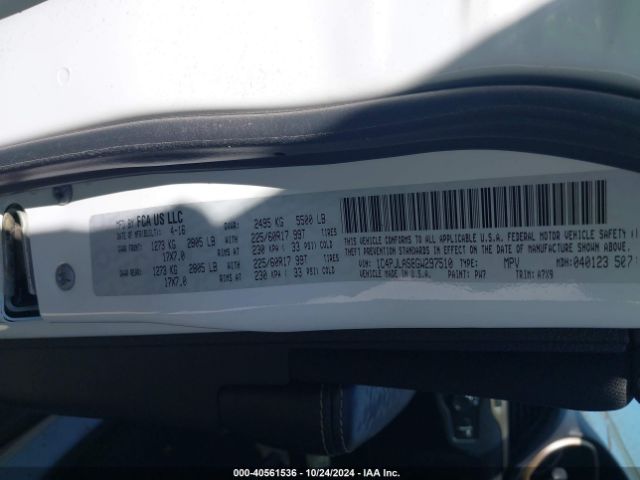 MFG BY FCA US LLC
DATE OF MFR(BUILT): 4-16 GVWR: 2495 KG 5500 LB
GAWR FRONT 1273 KG 2805 LB WITH 225/60R17 99T TIRES
17X7.0 RIMS AT 230 KPA ( 33 PSI) COLD
GAWR REAR 1273 KG 2805 LB WITH 225/60R17 99T TIRES
17X7.0 RIMS AT 230 KPA ( 33 PSI) COLD
THIS VEHICLE CONFORMS TO ALL APPLICABLE U.S.A. FEDERAL MOTOR VEHICLE SAFETY
THEFT PREVENTION STANDARDS IN EFFECT ON THE DATE OF MANUFACTURE SHOWN ABOVE.
VIN: 1C4PJLAS6GW297510 TYPE: MPV MDH: 040123 507
MADE IN U.S.A. PAINT: PW7 TRIM: A7X9
000-40561536 - 10/24/2024 - IAA Inc.